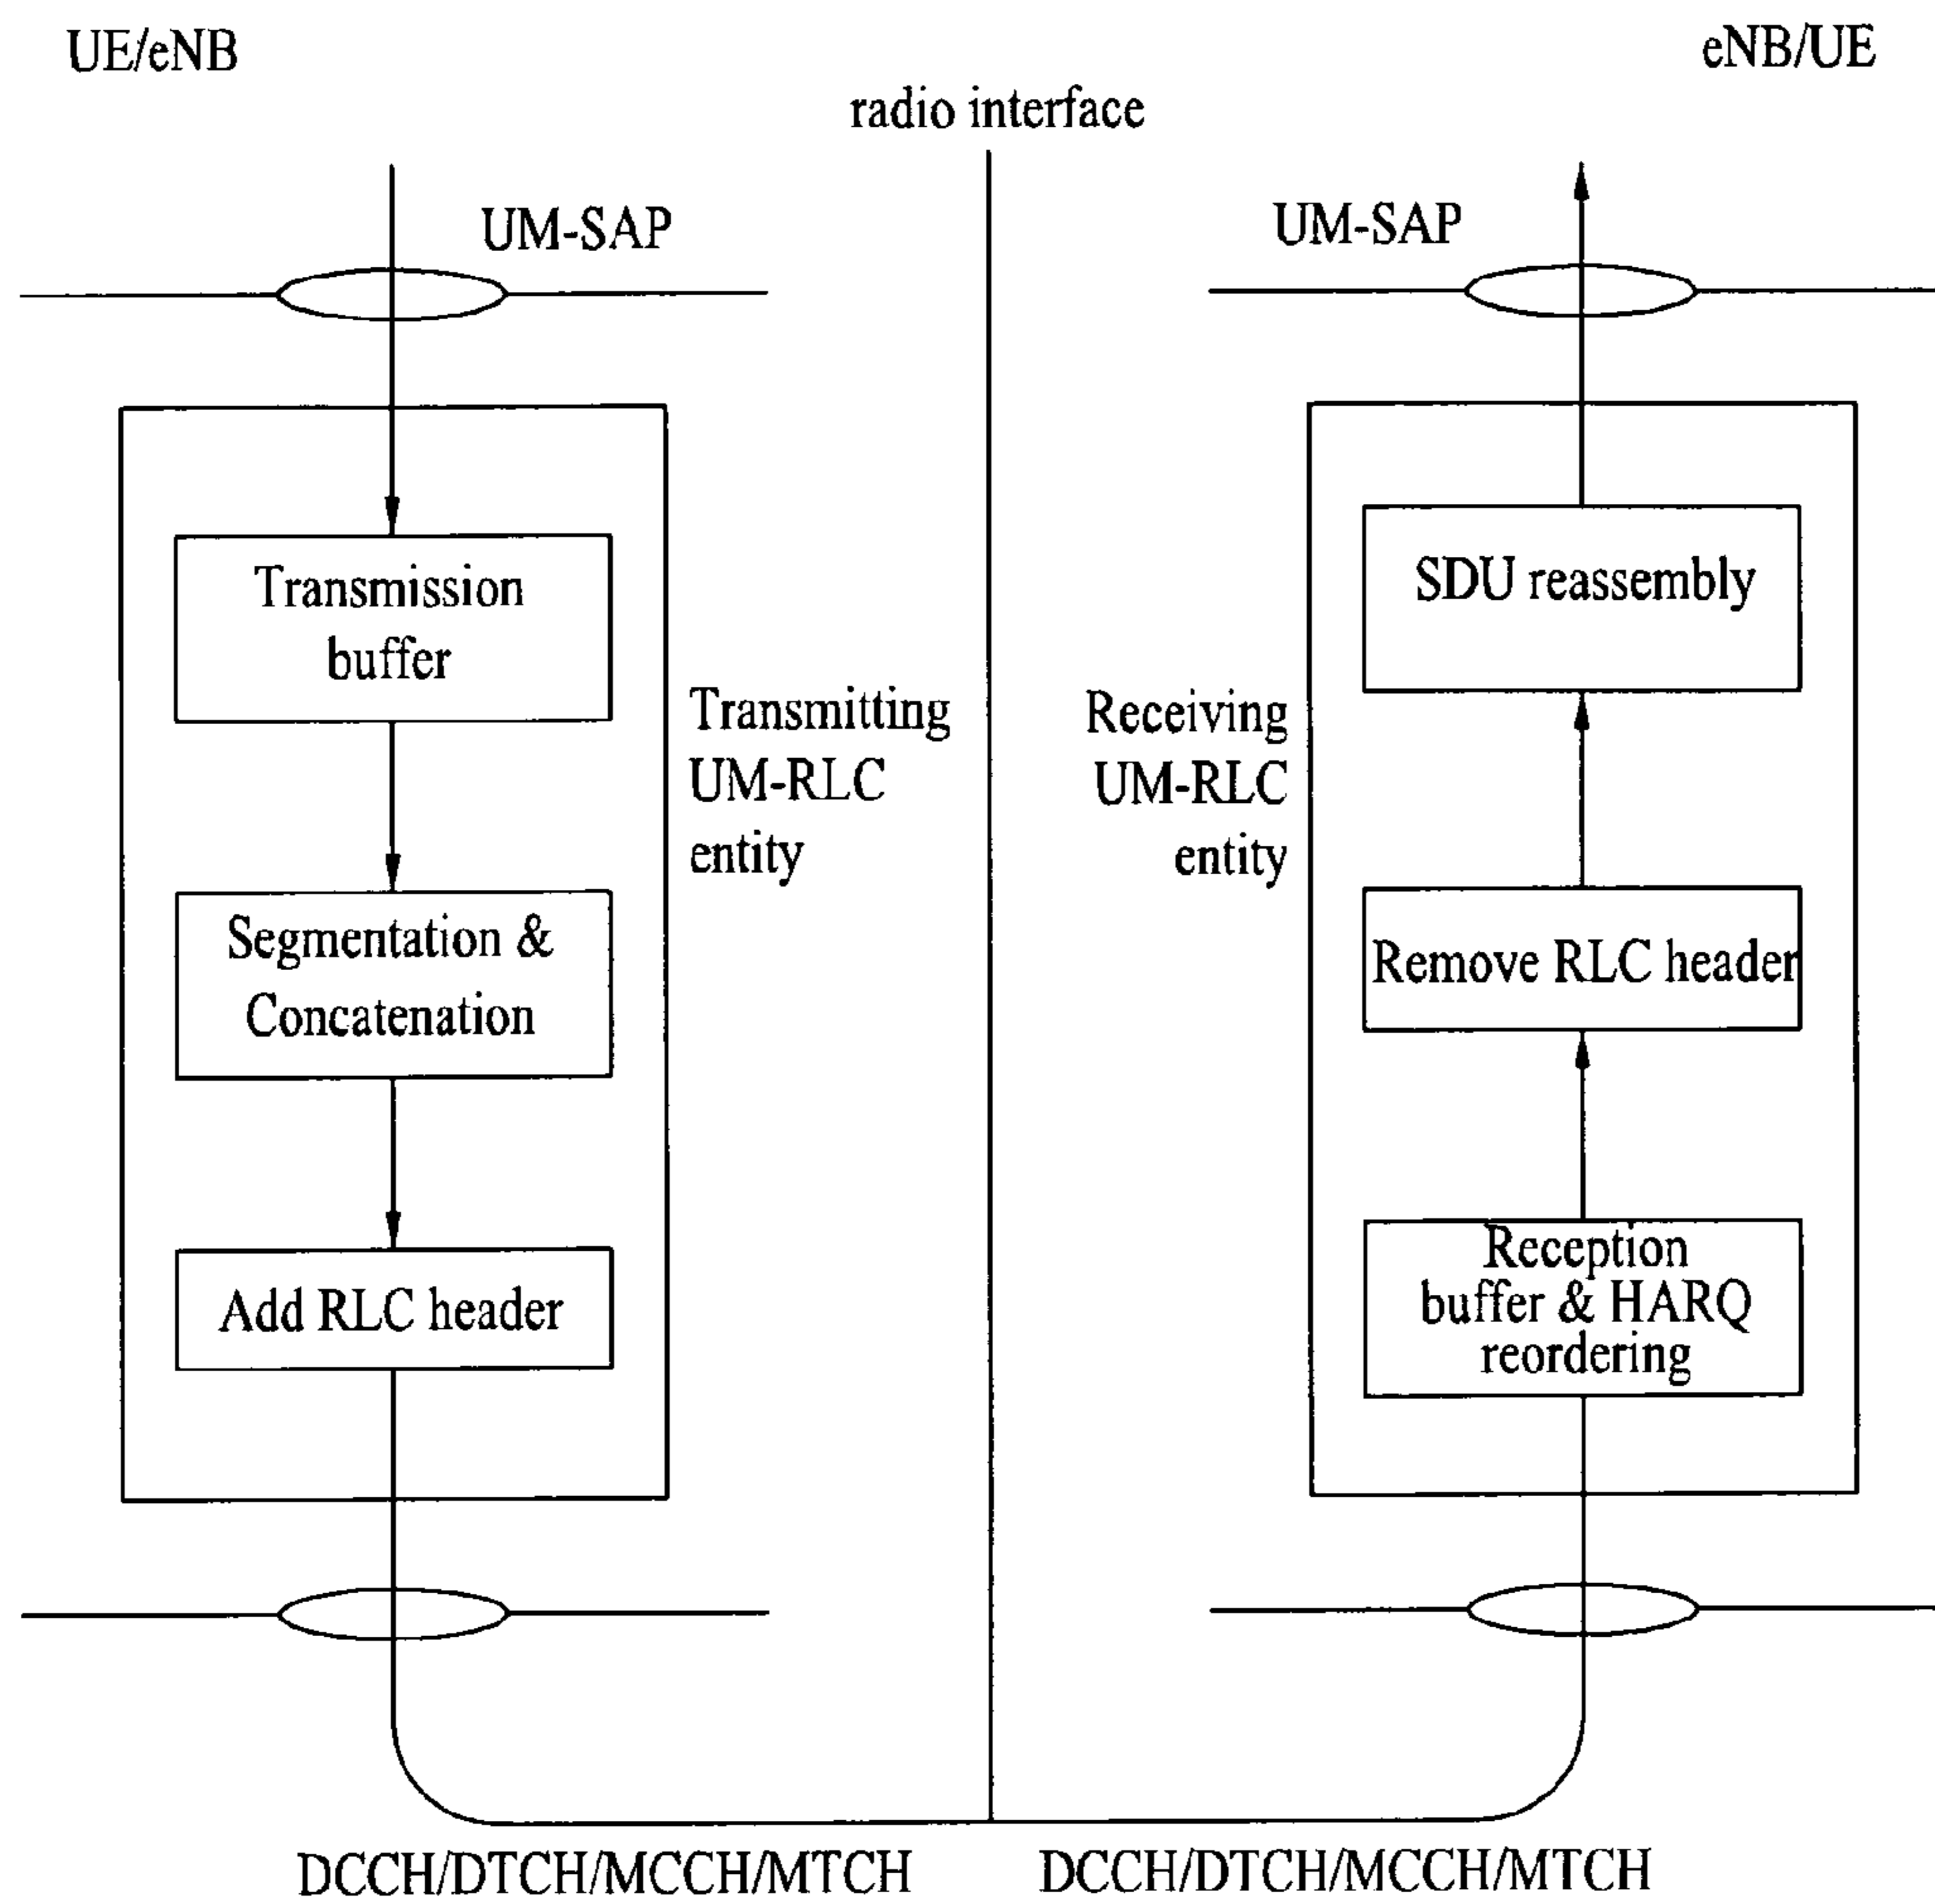 UE/eNB
eNB/UE
radio interface
UM-SAP
UM-SAP
Transmission
buffer
Segmentation &
Concatenation
Add RLC header
Transmitting
UM-RLC
entity
Receiving
UM-RLC
entity
SDU reassembly
Remove RLC header
Reception
buffer & HARQ
reordering
DCCH/DTCH/MCCH/MTCH
DCCH/DTCH/MCCH/MTCH